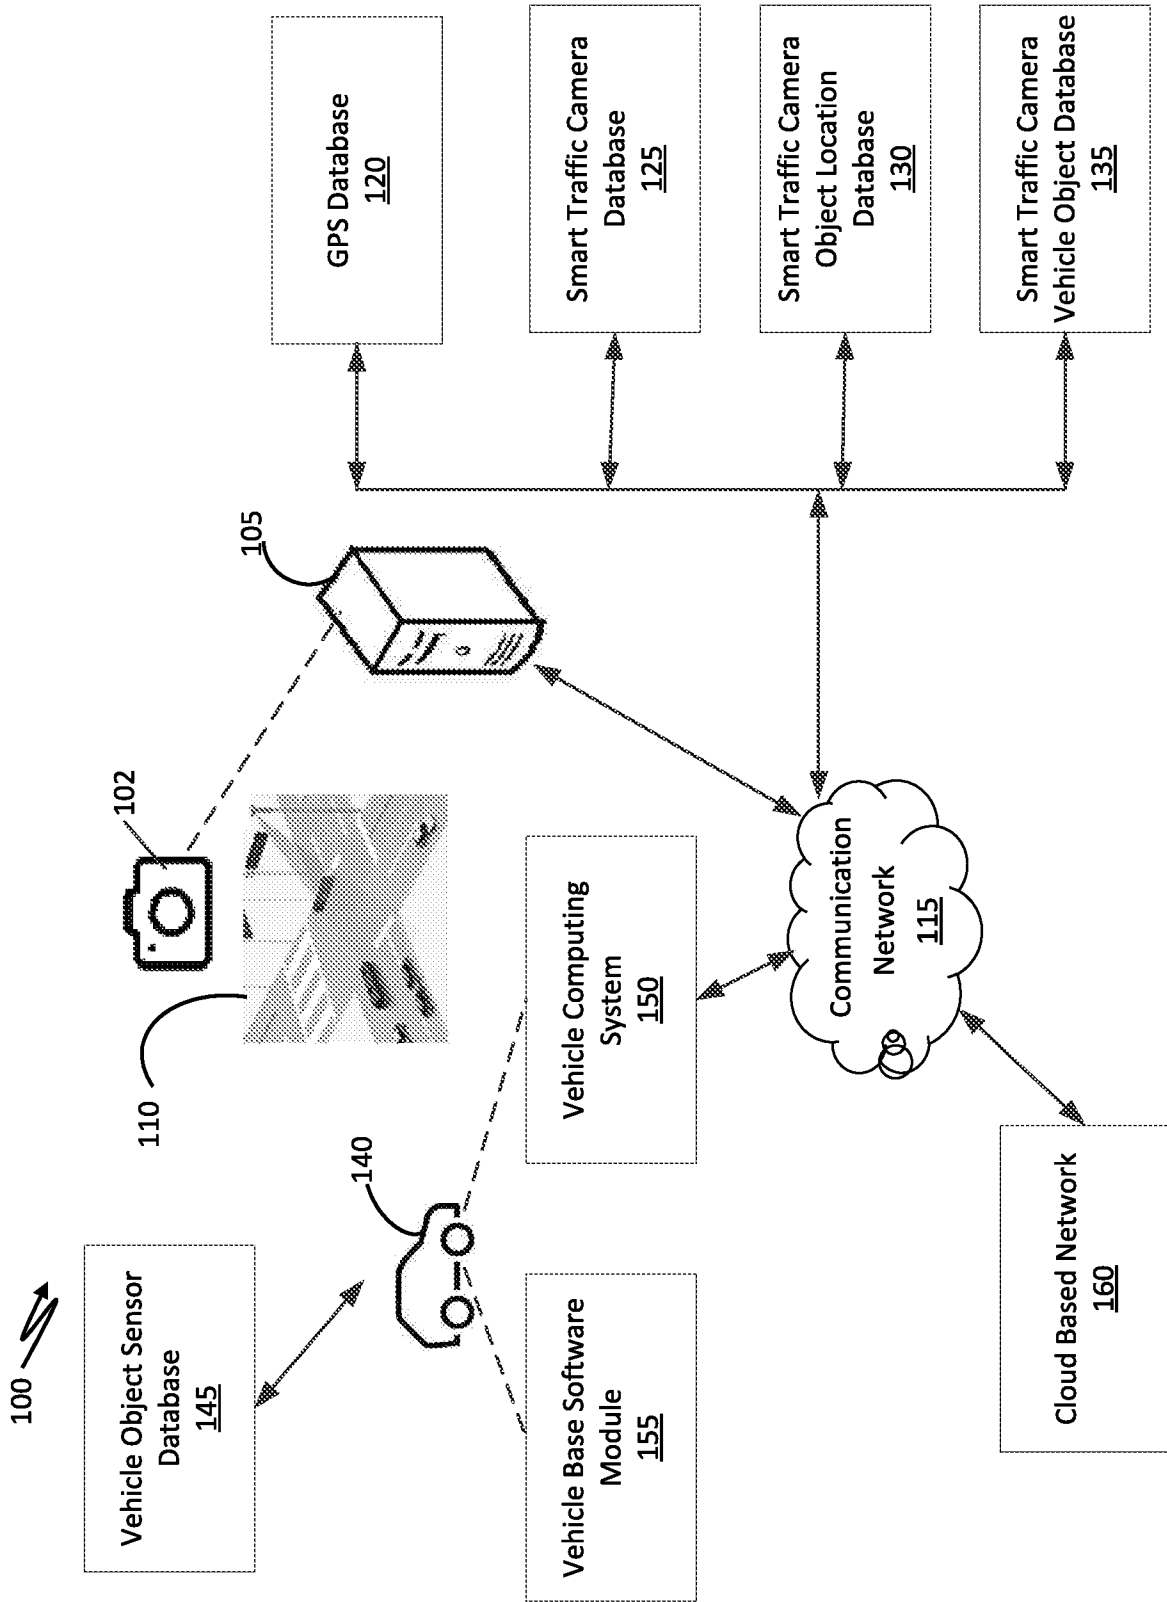 100
Vehicle Object Sensor
Database
145
110
102
105
GPS Database
120
140
Vehicle Base Software
Module
155
Vehicle Computing
System
150
Smart Traffic Camera
Database
125
Communication
Network
115
Smart Traffic Camera
Object Location
Database
130
Cloud Based Network
160
Smart Traffic Camera
Vehicle Object Database
135